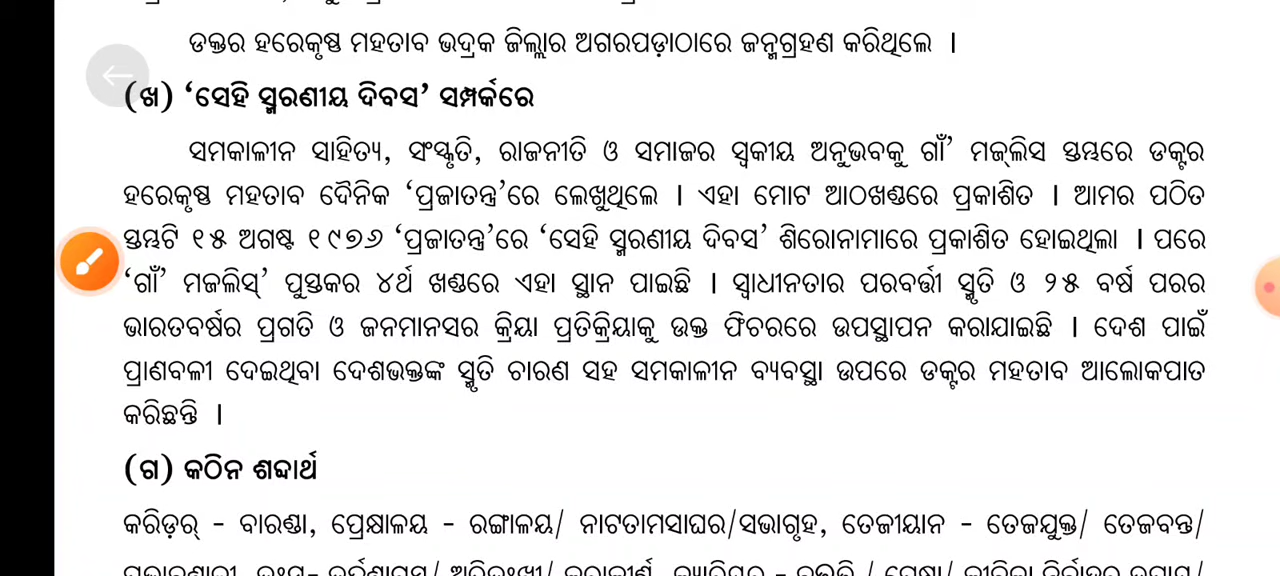 ଡକ୍ତର ହରେକୃଷ୍ଣ ମହତାବ ଭଦ୍ରକ ଜିଲ୍ଲାର ଅଗରପଡ଼ାଠାରେ ଜନ୍ମଗ୍ରହଣ କରିଥିଲେ ।
(ଖ) ‘ସେହି ସ୍ମରଣୀୟ ଦିବସ’ ସମ୍ପର୍କରେ
ସମକାଳୀନ ସାହିତ୍ୟ, ସଂସ୍କୃତି, ରାଜନୀତି ଓ ସମାଜର ସ୍ୱକୀୟ ଅନୁଭବକୁ ଗାଁ’ ମଜ୍‌ଲିସ ସ୍ତମ୍ଭରେ ଡକ୍ଟର
ହରେକୃଷ୍ଣ ମହତାବ ଦୈନିକ ‘ପ୍ରଜାତନ୍ତ୍ର’ରେ ଲେଖୁଥିଲେ । ଏହା ମୋଟ ଆଠଖଣ୍ଡରେ ପ୍ରକାଶିତ । ଆମର ପଠିତ
ସ୍ତମ୍ଭଟି ୧୫ ଅଗଷ୍ଟ ୧୯୭୬ ‘ପ୍ରଜାତନ୍ତ୍ର’ରେ ‘ସେହି ସ୍ମରଣୀୟ ଦିବସ’ ଶିରୋନାମାରେ ପ୍ରକାଶିତ ହୋଇଥିଲା । ପରେ
‘ଗାଁ’ ମଜଲିସ୍’ ପୁସ୍ତକର ୪ର୍ଥ ଖଣ୍ଡରେ ଏହା ସ୍ଥାନ ପାଇଛି । ସ୍ୱାଧୀନତାର ପରବର୍ତ୍ତୀ ସ୍ମୃତି ଓ ୨୫ ବର୍ଷ ପରର
ଭାରତବର୍ଷର ପ୍ରଗତି ଓ ଜନମାନସର କ୍ରିୟା ପ୍ରତିକ୍ରିୟାକୁ ଉକ୍ତ ଫିଚରରେ ଉପସ୍ଥାପନ କରାଯାଇଛି । ଦେଶ ପାଇଁ
ପ୍ରାଣବଳୀ ଦେଇଥିବା ଦେଶଭକ୍ତଙ୍କ ସ୍ମୃତି ଚାରଣ ସହ ସମକାଳୀନ ବ୍ୟବସ୍ଥା ଉପରେ ଡକ୍ଟର ମହତାବ ଆଲୋକପାତ
କରିଛନ୍ତି ।
(ଗ) କଠିନ ଶବ୍ଦାର୍ଥ
କରିଡ଼ର୍ - ବାରଣ୍ଡା, ପ୍ରେକ୍ଷାଳୟ - ରଙ୍ଗାଳୟ/ ନାଟତାମସାଘର/ସଭାଗୃହ, ତେଜୀୟାନ - ତେଜଯୁକ୍ତ/ ତେଜବନ୍ତ/